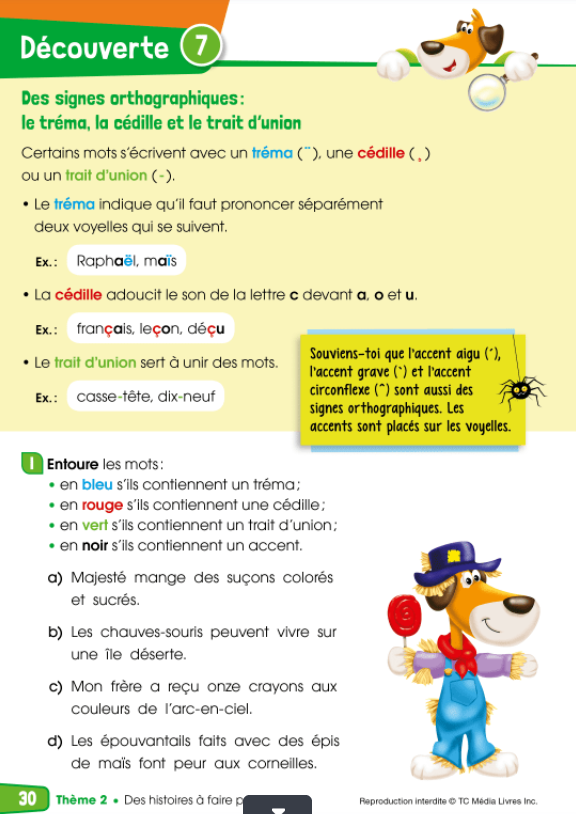 Découverte 7
Des signes orthographiques :
le tréma, la cédille et le trait d'union
Certains mots s'écrivent avec un tréma (¨), une cédille (¸)
ou un trait d'union (-).
• Le tréma indique qu'il faut prononcer séparément
deux voyelles qui se suivent.
Ex. : Raphaël, maïs
• La cédille adoucit le son de la lettre c devant a, o et u.
Ex. : français, leçon, déçu
• Le trait d'union sert à unir des mots.
Ex. : casse-tête, dix-neuf
Souviens-toi que l'accent aigu (´),
l'accent grave (`) et l'accent
circonflexe (^) sont aussi des
signes orthographiques. Les
accents sont placés sur les voyelles.
1 Entoure les mots :
• en bleu s'ils contiennent un tréma ;
• en rouge s'ils contiennent une cédille ;
• en vert s'ils contiennent un trait d'union ;
• en noir s'ils contiennent un accent.
a) Majesté mange des suçons colorés
et sucrés.
b) Les chauves-souris peuvent vivre sur
une île déserte.
c) Mon frère a reçu onze crayons aux
couleurs de l'arc-en-ciel.
d) Les épouvantails faits avec des épis
de maïs font peur aux corneilles.
30 Thème 2 • Des histoires à faire
Reproduction interdite © TC Média Livres Inc.